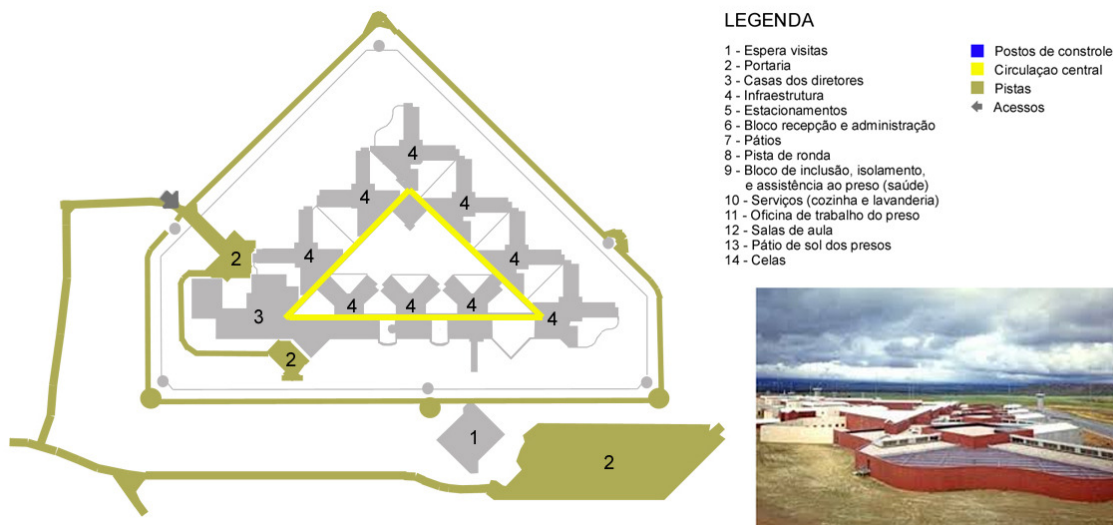 LEGENDA
1 - Espera visitas
2 - Portaria
3 - Casas dos diretores
4 - Infraestrutura
5 - Estacionamentos
6 - Bloco recepção e administração
7 - Pátios
8 - Pista de ronda
9 - Bloco de inclusão, isolamento,
e assistência ao preso (saúde)
10 - Serviços (cozinha e lavanderia)
11 - Oficina de trabalho do preso
12 - Salas de aula
13 - Pátio de sol dos presos
14 - Celas
Postos de constrole
Circulaçao central
Pistas
Acessos
4
4
4
2
4
4
4
4
4
3
4
2
1
2